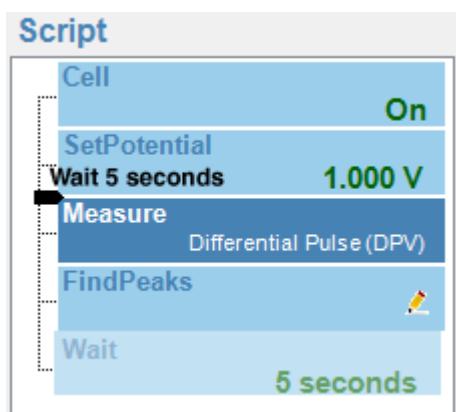 Script
Cell
On
SetPotential
Wait 5 seconds 1.000 V
Measure
Differential Pulse (DPV)
FindPeaks
Wait
5 seconds